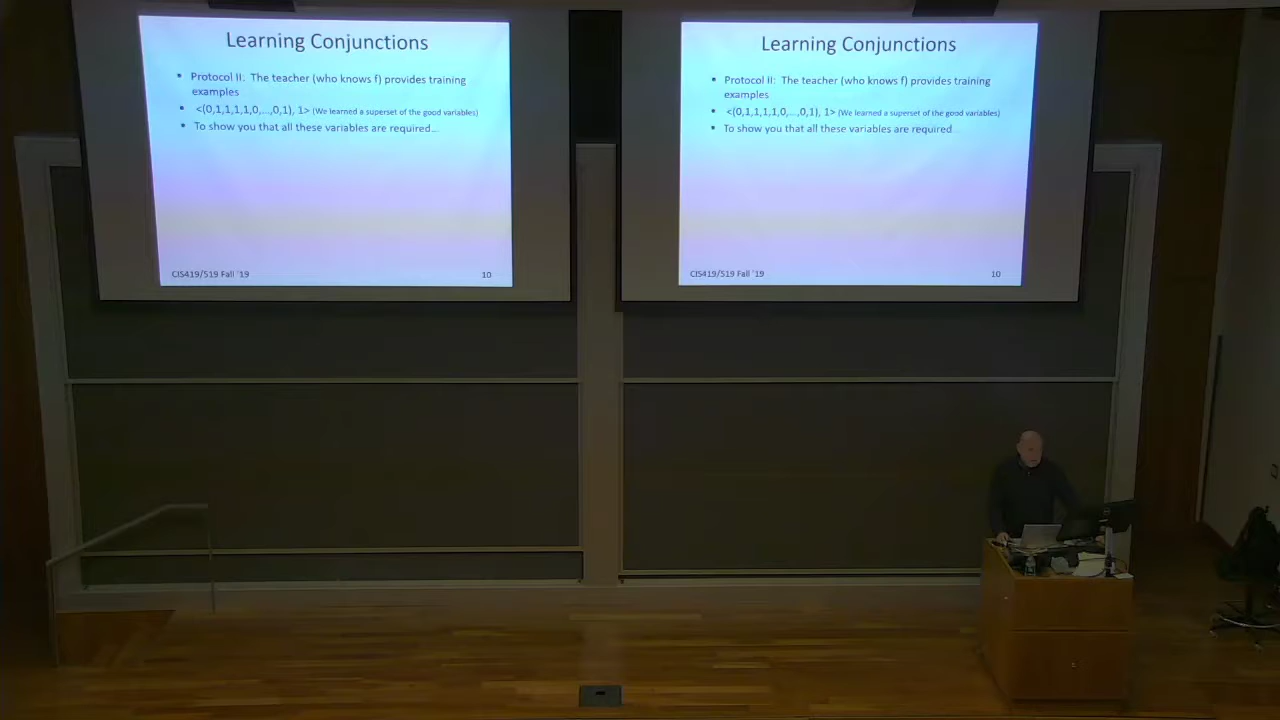 Learning Conjunctions
• Protocol II: The teacher (who knows f) provides training
examples
• <(0,1,1,1,1,0,...,0,1), 1> (We learned a superset of the good variables)
• To show you that all these variables are required...
CIS419/519 Fall '19
10
Learning Conjunctions
• Protocol II: The teacher (who knows f) provides training
examples
• <(0,1,1,1,1,0,...,0,1), 1> (We learned a superset of the good variables)
• To show you that all these variables are required...
CIS419/519 Fall '19
10